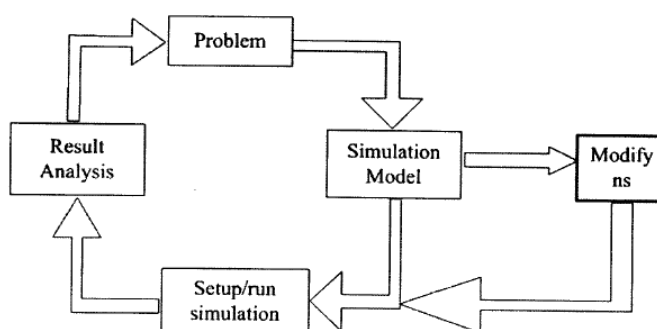 Problem
Result
Analysis
Simulation
Model
Modify
ns
Setup/run
simulation